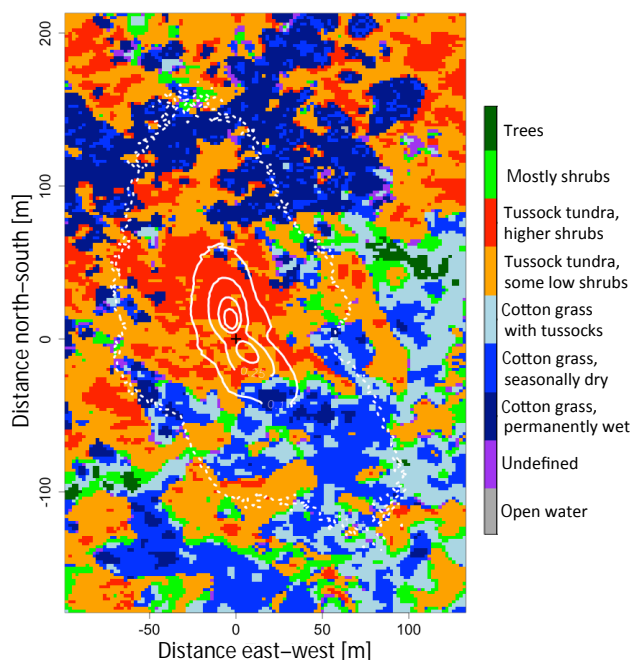 200
100
0
-100
Distance north–south [m]
-50
0
50
100
Distance east–west [m]
Trees
Mostly shrubs
Tussock tundra,
higher shrubs
Tussock tundra,
some low shrubs
Cotton grass
with tussocks
Cotton grass,
seasonally dry
Cotton grass,
permanently wet
Undefined
Open water